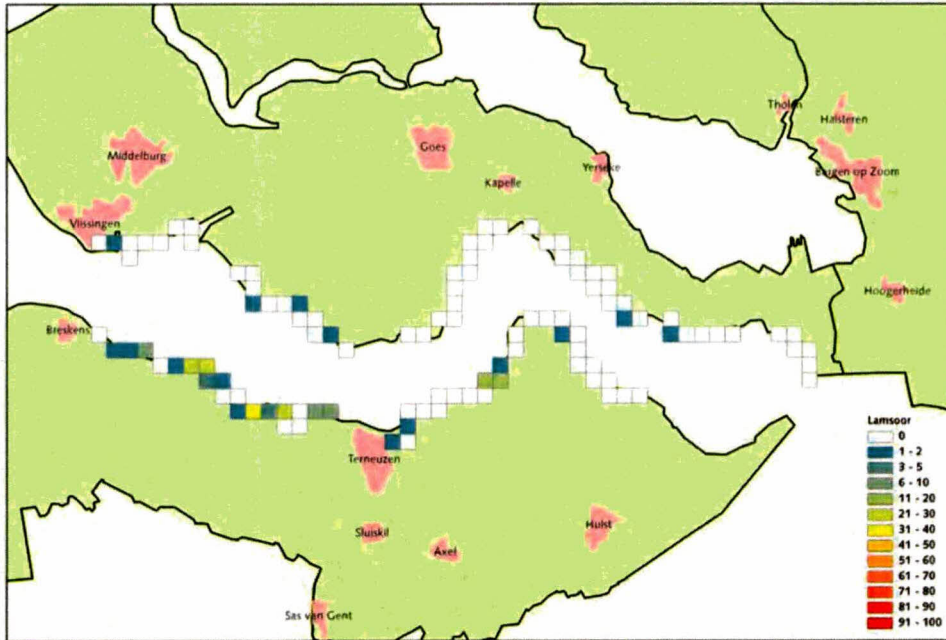 Tholen
Halsteren
Middelburg
Goes
Bergen op Zoom
Kapelle
Yerseke
Vlissingen
Hoogerheide
Breskens
Terneuzen
Sluiskil
Axel
Hulst
Sas van Gent
Lamsoor
0
1 - 2
3 - 5
6 - 10
11 - 20
21 - 30
31 - 40
41 - 50
51 - 60
61 - 70
71 - 80
81 - 90
91 - 100